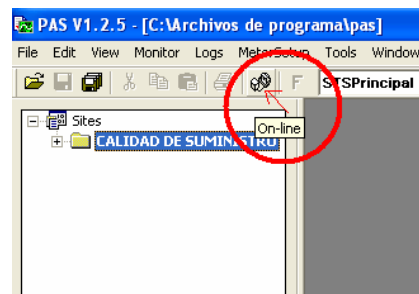 PAS V1.2.5 - [C:\Archivos de programa\pas]
File Edit View Monitor Logs MeterSetup Tools Window
F STSPrincipal
Sites
On-line
CALIDAD DE SUMINISTRO